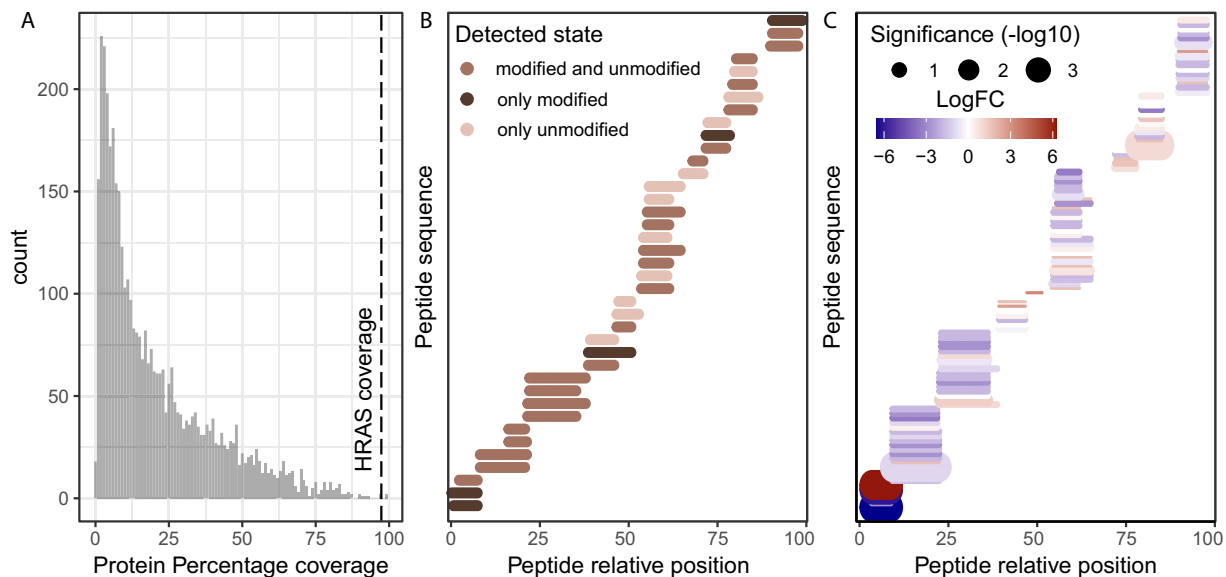 A
count
200
150
100
50
0
HRAS coverage
0
25
50
75
100
Protein Percentage coverage
B
Detected state
modified and unmodified
only modified
only unmodified
Peptide sequence
0
25
50
75
100
Peptide relative position
C
Significance (-log10)
1
2
3
LogFC
−6
−3
0
3
6
Peptide sequence
0
25
50
75
100
Peptide relative position